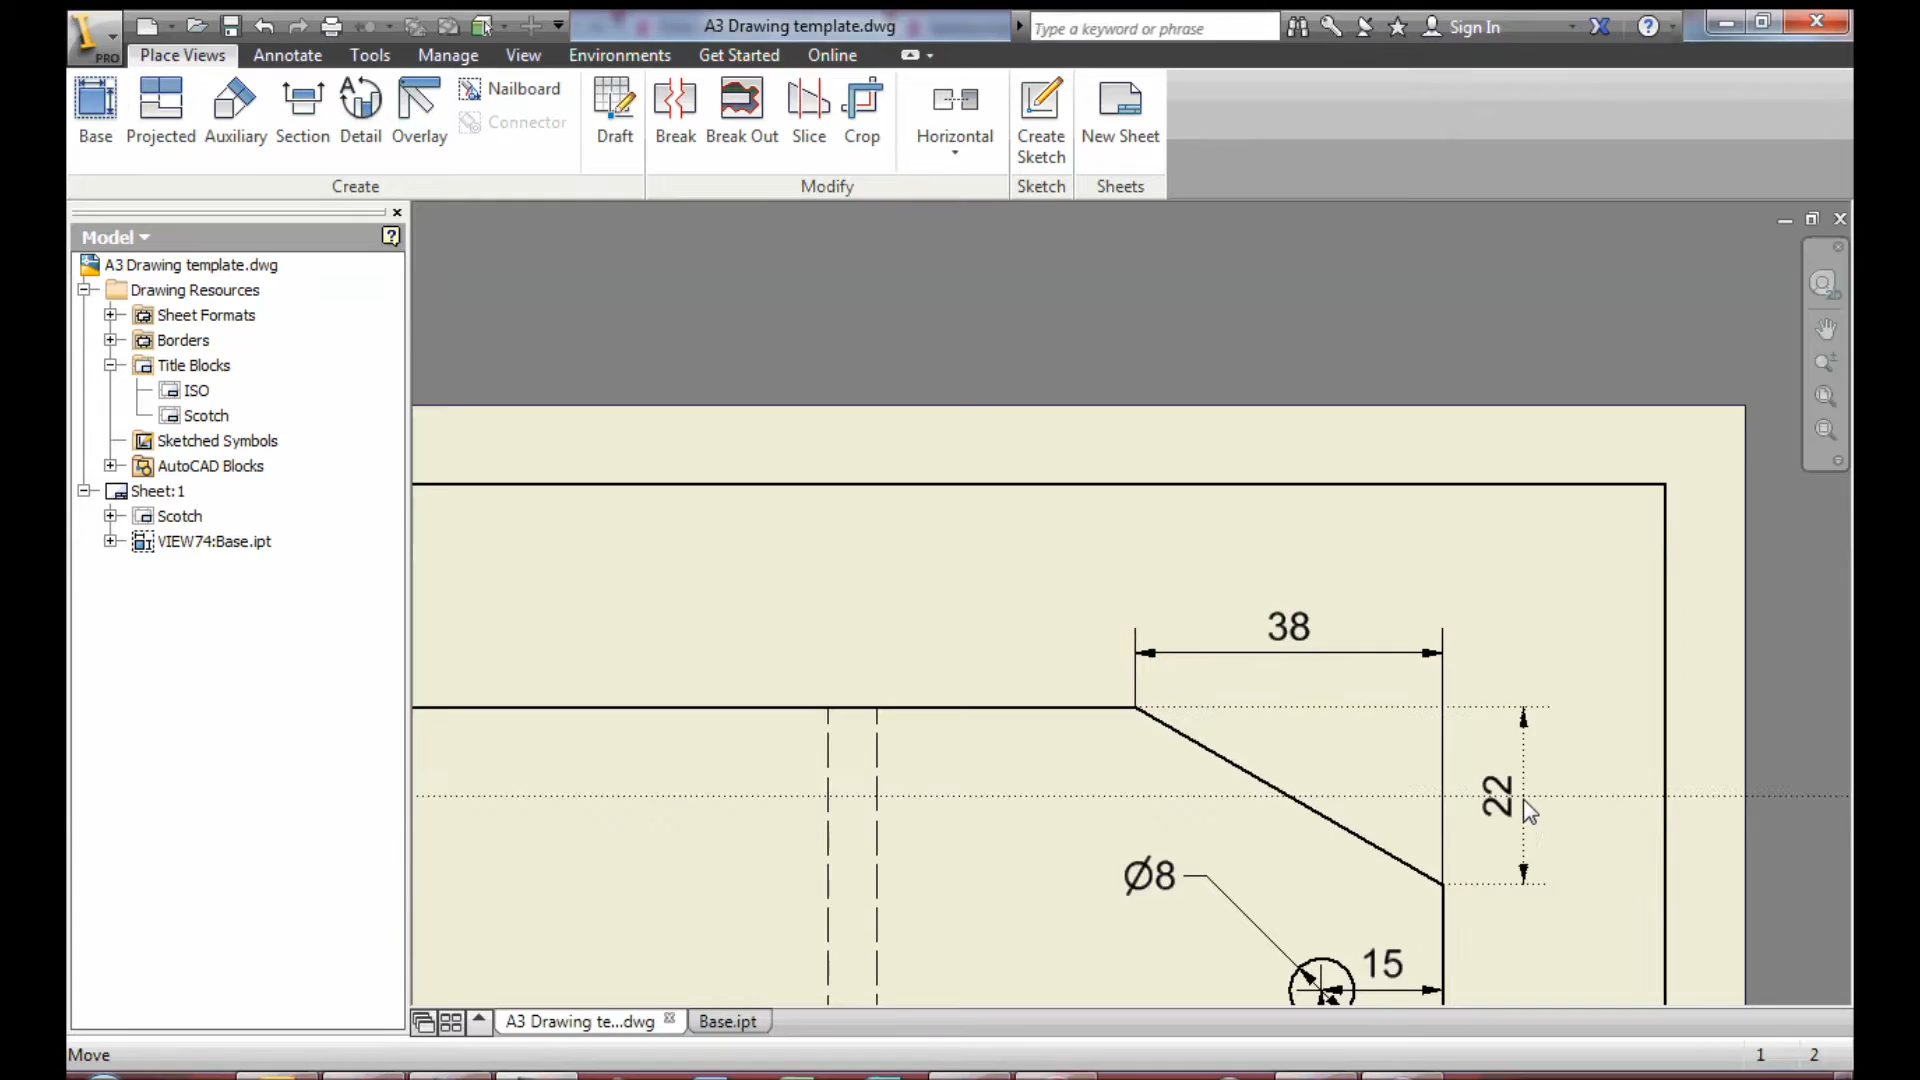 A3 Drawing template.dwg
Type a keyword or phrase
Sign In
PRO
Place Views
Annotate
Tools
Manage
View
Environments
Get Started
Online
Base
Projected
Auxiliary
Section
Detail
Overlay
Nailboard
Connector
Draft
Break
Break Out
Slice
Crop
Horizontal
Create
Sketch
New Sheet
Create
Modify
Sketch
Sheets
Model
A3 Drawing template.dwg
Drawing Resources
Sheet Formats
Borders
Title Blocks
ISO
Scotch
Sketched Symbols
AutoCAD Blocks
Sheet:1
Scotch
VIEW74:Base.ipt
38
22
Ø8
15
A3 Drawing te...dwg
Base.ipt
Move
1
2